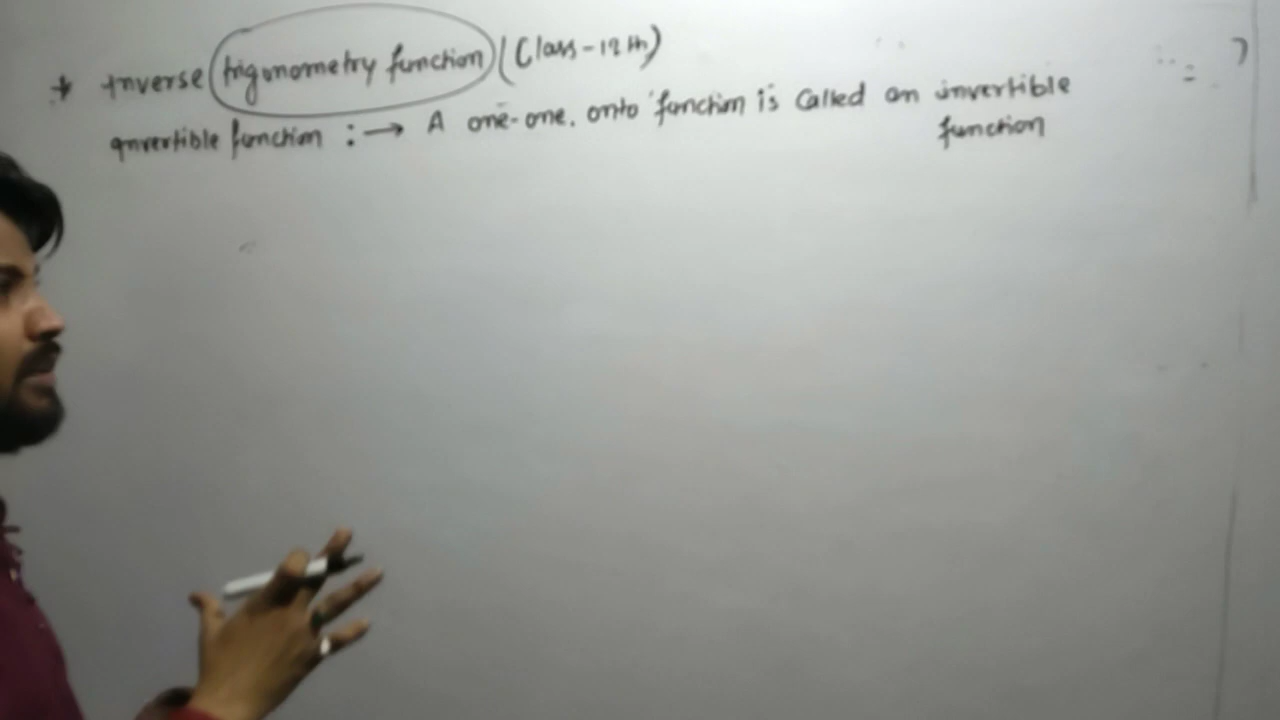 * Inverse trigonometry function (Class-12th)
Invertible function :→ A one-one. onto function is called an invertible
function